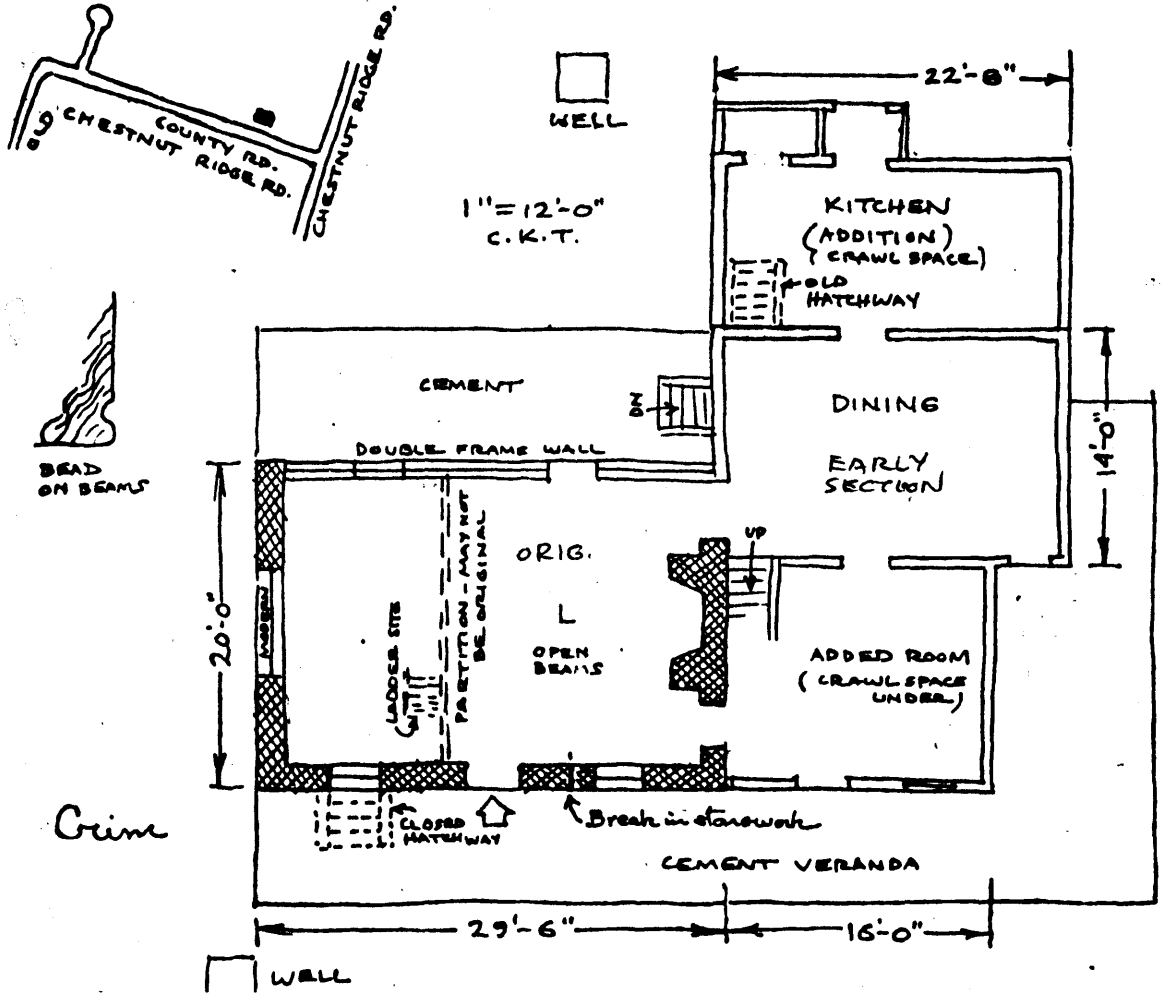 CHESTNUT RIDGE RD.
COUNTY RD.
CHESTNUT RIDGE RD.
WELL
22'-8"
1"=12'-0"
C.K.T.
KITCHEN
(ADDITION)
(CRAWL SPACE)
OLD
HATCHWAY
CEMENT
DN
DINING
EARLY
SECTION
14'-0"
BEAD
ON BEAMS
DOUBLE FRAME WALL
PARTITION - MAY NOT
BE ORIGINAL
ORIG.
L
OPEN
BEAMS
UP
20'-0"
MODERN
LADDER SITE
ADDED ROOM
(CRAWL SPACE
UNDER)
CLOSED
HATCHWAY
Break in stonework
CEMENT VERANDA
29'-6"
16'-0"
WELL